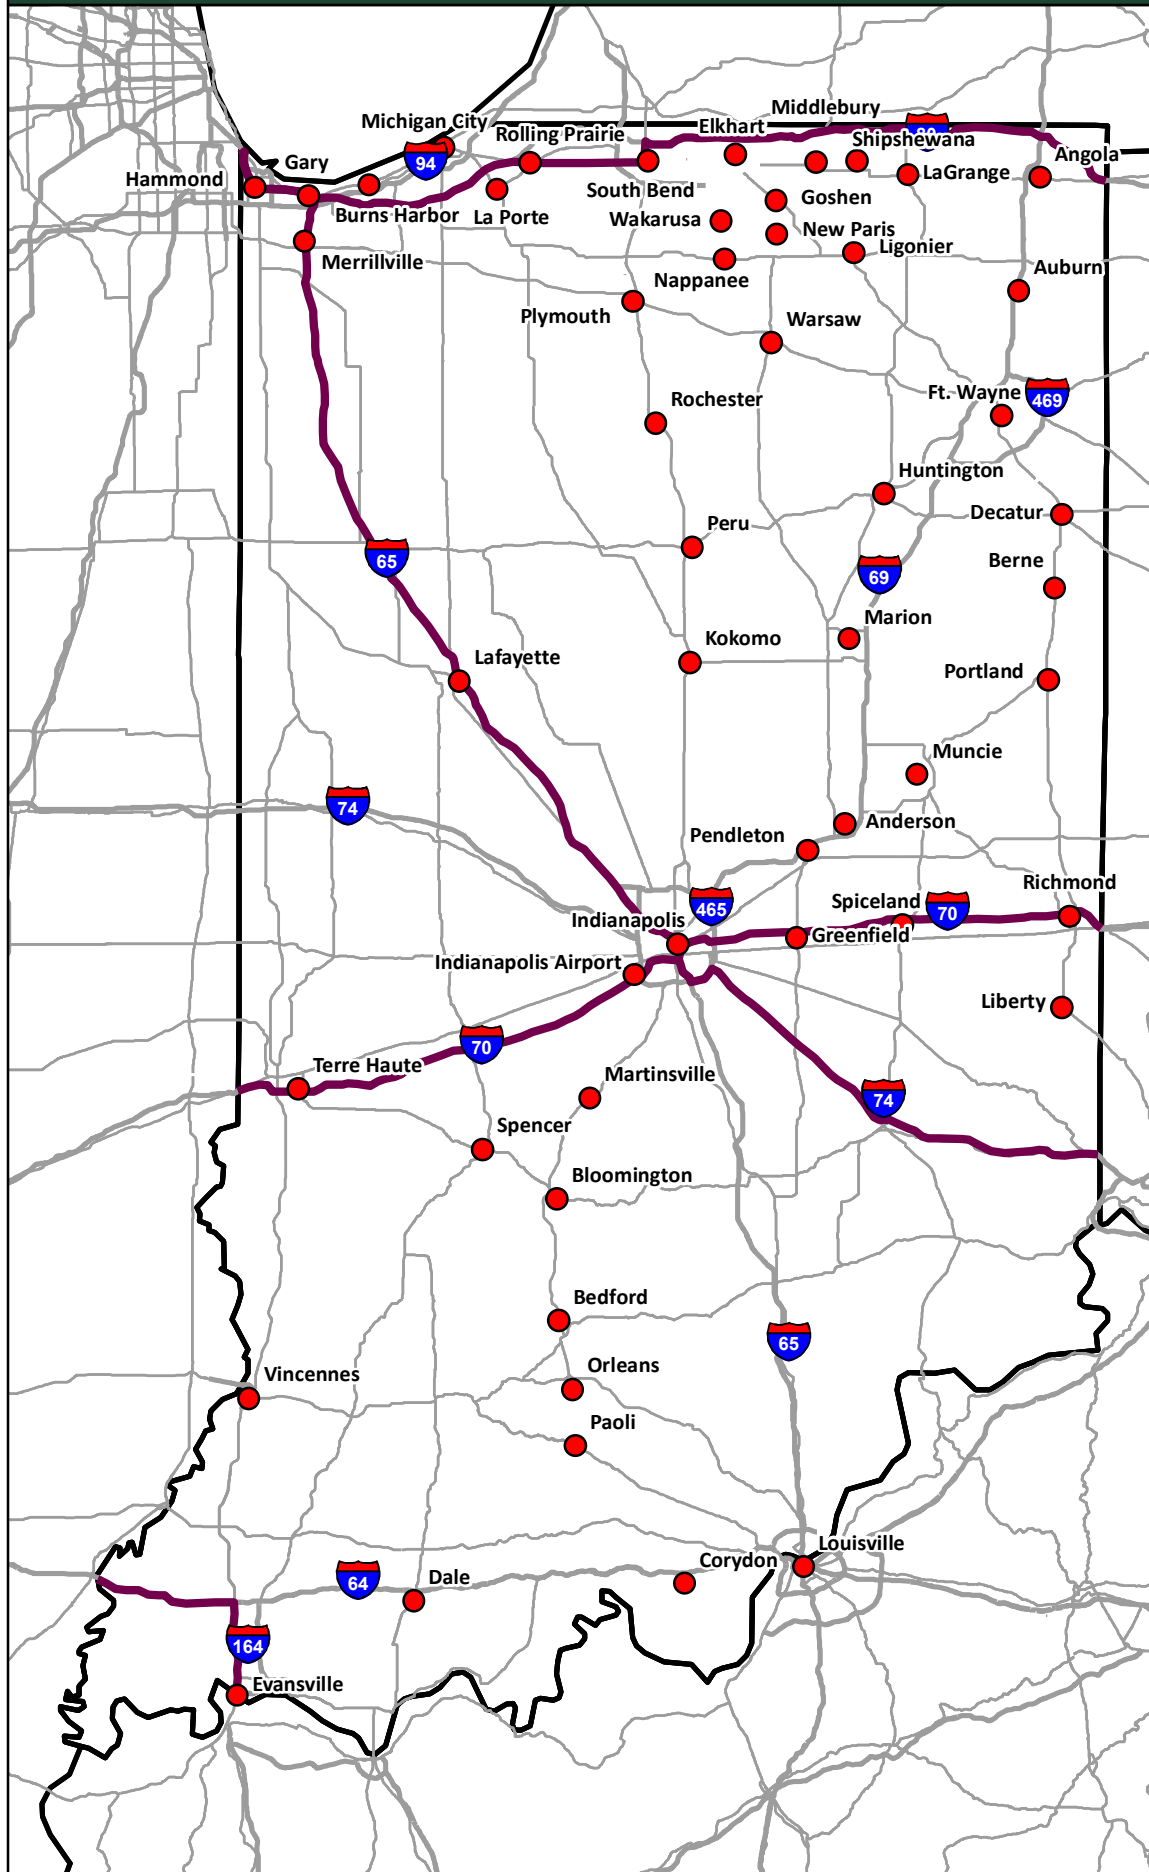 Middlebury
Michigan City
Rolling Prairie
Elkhart
80
Shipshewana
94
Gary
Angola
Hammond
South Bend
LaGrange
Burns Harbor
La Porte
Goshen
Wakarusa
New Paris
Ligonier
Merrillville
Nappanee
Auburn
Plymouth
Warsaw
Rochester
Ft. Wayne
469
Huntington
Decatur
Peru
65
Berne
69
Marion
Kokomo
Lafayette
Portland
Muncie
74
Pendleton
Anderson
Richmond
465
Spiceland
70
Indianapolis
Greenfield
Indianapolis Airport
Liberty
70
Terre Haute
Martinsville
74
Spencer
Bloomington
Bedford
65
Orleans
Vincennes
Paoli
Louisville
Corydon
64
Dale
164
Evansville